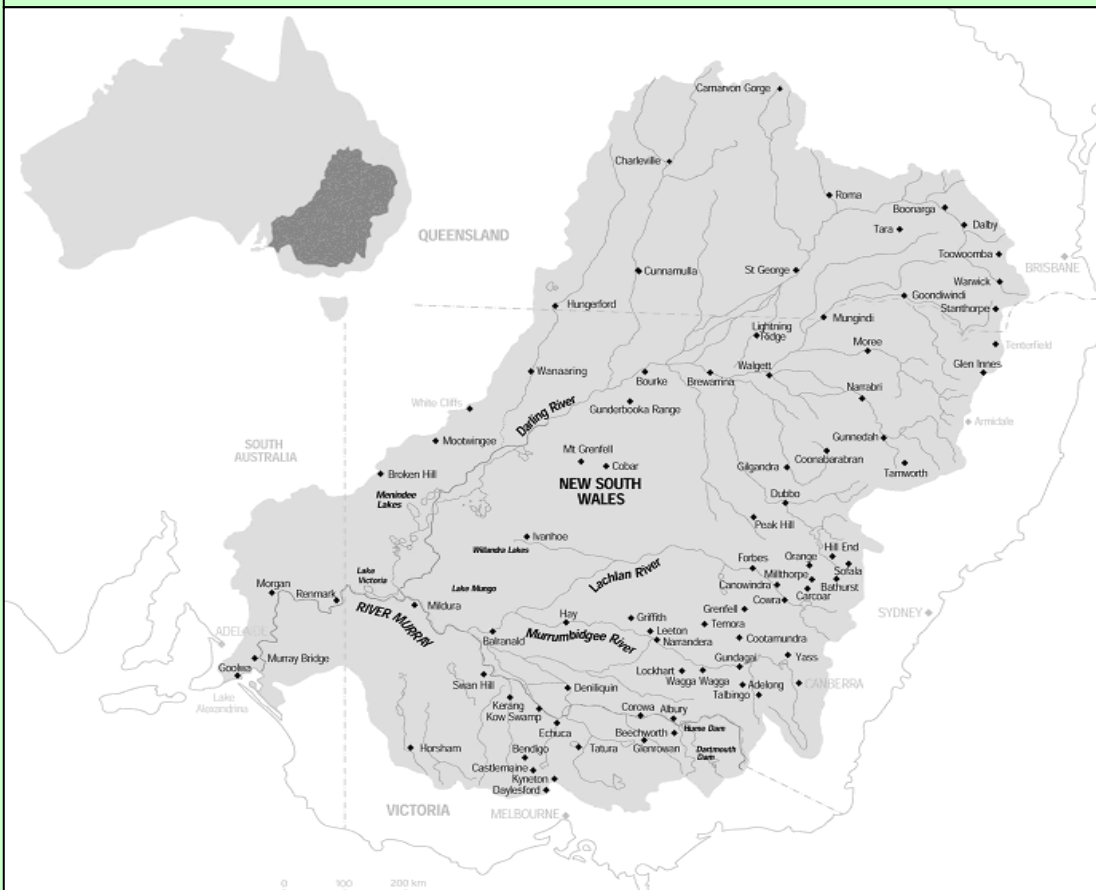 Carnarvon Gorge
Charleville
Roma
Boonarga
Tara
Dalby
QUEENSLAND
Toowoomba
Cunnamulla
St George
BRISBANE
Warwick
Goondiwindi
Hungerford
Stanthorpe
Mungindi
Lightning
Ridge
Moree
Tenterfield
Glen Innes
Walgett
Wanaaring
Bourke
Brewarrina
Narrabri
White Cliffs
Darling River
Gunderbooka Range
Armidale
Mootwingee
Gunnedah
SOUTH
AUSTRALIA
Mt Grenfell
Coonabarabran
Cobar
Gilgandra
Tamworth
Broken Hill
NEW SOUTH
WALES
Menindee
Lakes
Dubbo
Peak Hill
Ivanhoe
Willandra Lakes
Hill End
Forbes
Orange
Lake
Victoria
Lachlan River
Millthorpe
Sofala
Morgan
Lake Mungo
Canowindra
Bathurst
Renmark
Carcoar
Cowra
Mildura
RIVER MURRAY
Grenfell
SYDNEY
Hay
Griffith
Temora
ADELAIDE
Leeton
Balranald
Murrumbidgee River
Narrandera
Cootamundra
Murray Bridge
Gundagai
Yass
Goolwa
Lockhart
Wagga Wagga
Swan Hill
Adelong
CANBERRA
Deniliquin
Talbingo
Lake
Alexandrina
Kerang
Corowa
Albury
Kow Swamp
Hume Dam
Echuca
Beechworth
Horsham
Bendigo
Tatura
Glenrowan
Dartmouth
Dam
Castlemaine
Kyneton
Daylesford
VICTORIA
MELBOURNE
0 100 200 km